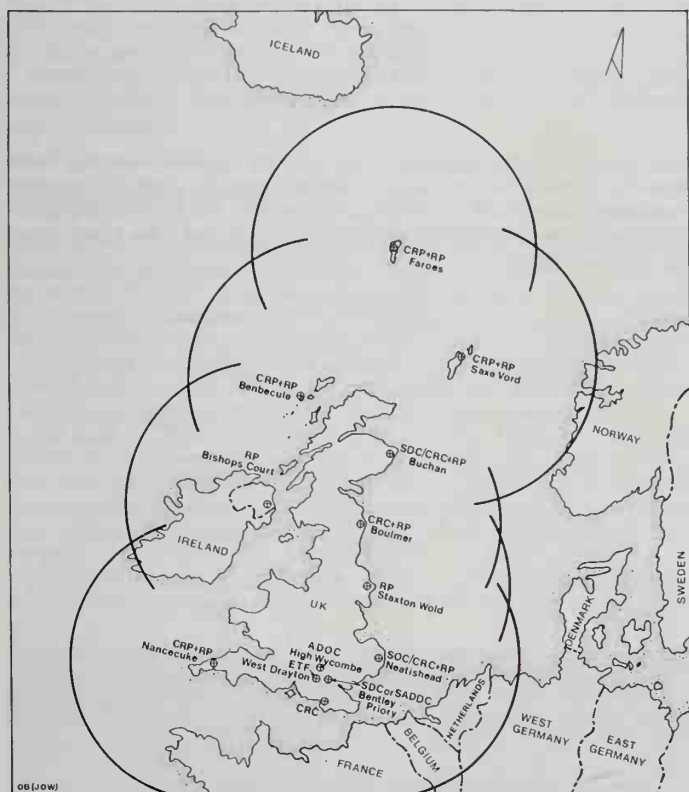 ICELAND
CRP+RP
Faroes
CRP+RP
Saxe Vord
CRP+RP
Benbecule
NORWAY
RP
Bishops Court
SDC/CRC+RP
Buchan
CRC+RP
Boulmer
IRELAND
SWEDEN
RP
Staxton Wold
UK
DENMARK
CRP+RP
Nancecuke
ADOC
High Wycombe
ETF
West Drayton
SOC/CRC+RP
Neatishead
SDCorSADDC
Bentley
Priory
CRC
NETHERLANDS
WEST
GERMANY
EAST
GERMANY
BELGIUM
FRANCE
OB(JOW)